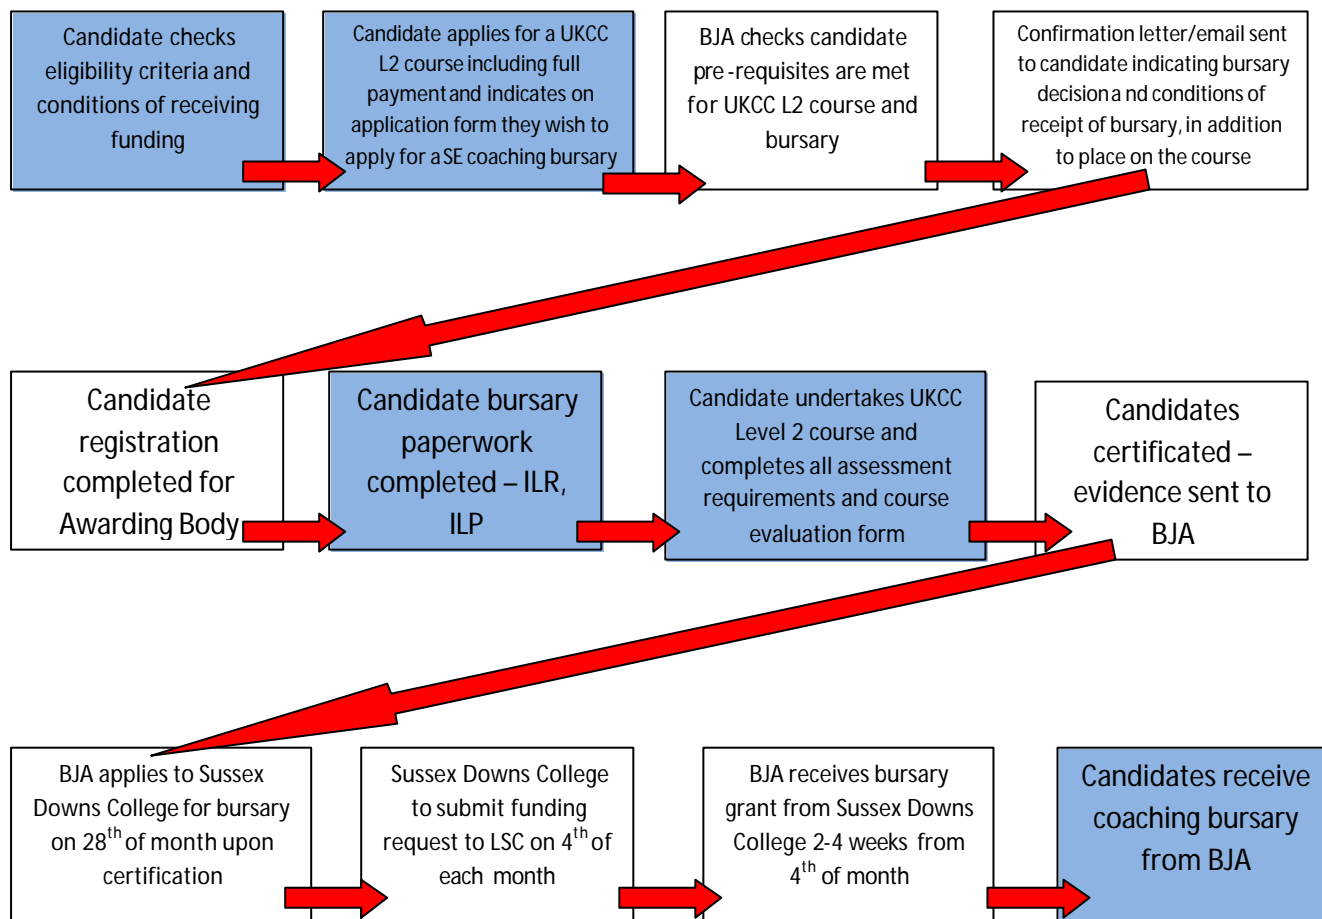 Candidate checks
eligibility criteria and
conditions of receiving
funding
Candidate applies for a UKCC
L2 course including full
payment and indicates on
application form they wish to
apply for a SE coaching bursary
BJA checks candidate
pre-requisites are met
for UKCC L2 course and
bursary
Confirmation letter/email sent
to candidate indicating bursary
decision a nd conditions of
receipt of bursary, in addition
to place on the course
Candidate
registration
completed for
Awarding Body
Candidate bursary
paperwork
completed – ILR,
ILP
Candidate undertakes UKCC
Level 2 course and
completes all assessment
requirements and course
evaluation form
Candidates
certificated –
evidence sent to
BJA
BJA applies to Sussex
Downs College for bursary
on 28th of month upon
certification
Sussex Downs College
to submit funding
request to LSC on 4th of
each month
BJA receives bursary
grant from Sussex Downs
College 2-4 weeks from
4th of month
Candidates receive
coaching bursary
from BJA